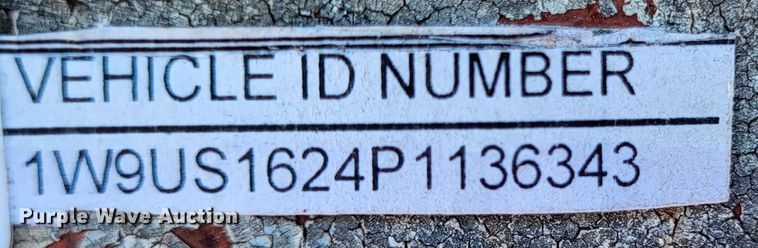 VEHICLE ID NUMBER
1W9US1624P1136343
Purple Wave Auction